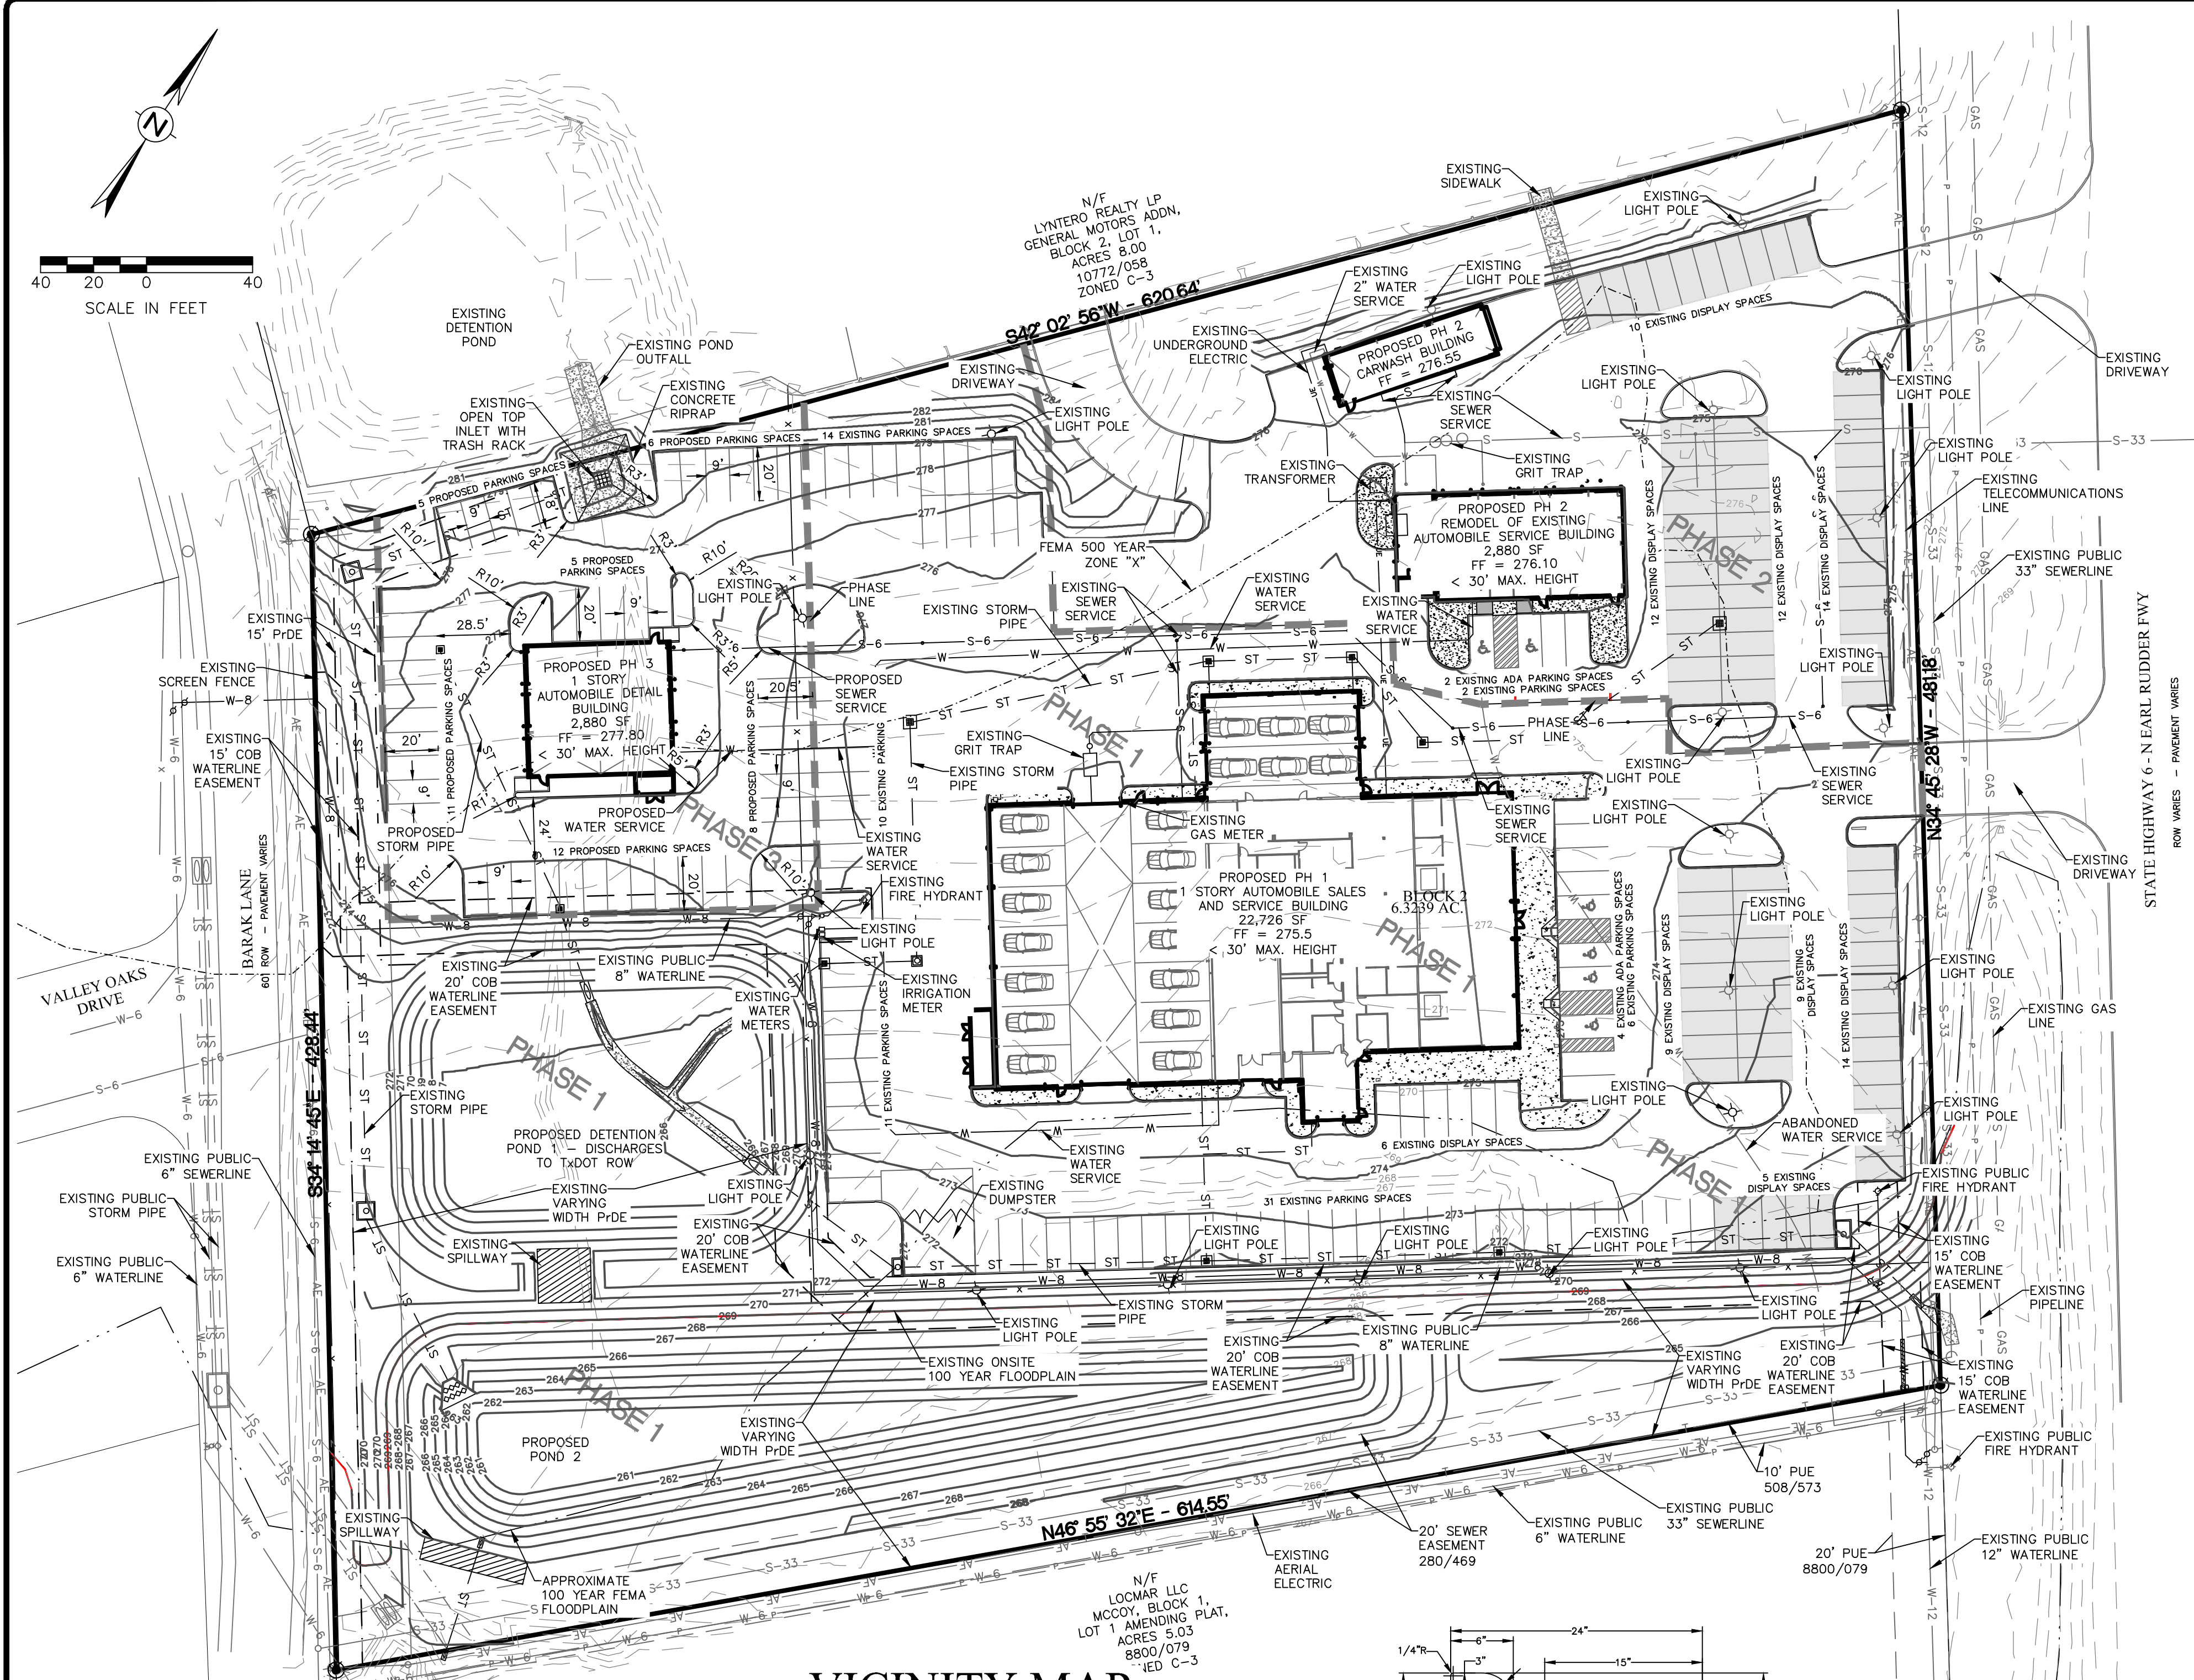 N
40 20 0 40
SCALE IN FEET
N/F
LYNTERO REALTY LP
GENERAL MOTORS ADDN,
BLOCK 2, LOT 1,
ACRES 8.00
10772/058
ZONED C-3
S42° 02' 56"W - 620.64'
EXISTING
SIDEWALK
EXISTING
LIGHT POLE
EXISTING
2" WATER
SERVICE
EXISTING
LIGHT POLE
EXISTING
UNDERGROUND
ELECTRIC
PROPOSED PH 2
CARWASH BUILDING
FF = 276.55
10 EXISTING DISPLAY SPACES
EXISTING
DRIVEWAY
EXISTING
DETENTION
POND
EXISTING POND
OUTFALL
EXISTING
CONCRETE
RIPRAP
EXISTING
OPEN TOP
INLET WITH
TRASH RACK
EXISTING
DRIVEWAY
EXISTING
LIGHT POLE
EXISTING
LIGHT POLE
EXISTING
LIGHT POLE
EXISTING
SEWER
SERVICE
5 PROPOSED PARKING SPACES
6 PROPOSED PARKING SPACES
14 EXISTING PARKING SPACES
EXISTING
TRANSFORMER
EXISTING
GRIT TRAP
EXISTING
LIGHT POLE
EXISTING
TELECOMMUNICATIONS
LINE
PROPOSED PH 2
REMODEL OF EXISTING
AUTOMOBILE SERVICE BUILDING
2,880 SF
FF = 276.10
< 30' MAX. HEIGHT
12 EXISTING DISPLAY SPACES
12 EXISTING DISPLAY SPACES
14 EXISTING DISPLAY SPACES
PHASE 2
EXISTING PUBLIC
33" SEWERLINE
FEMA 500 YEAR
ZONE "X"
5 PROPOSED
PARKING SPACES
EXISTING
LIGHT POLE
PHASE
LINE
EXISTING STORM
PIPE
EXISTING
SEWER
SERVICE
EXISTING
WATER
SERVICE
EXISTING
WATER
SERVICE
EXISTING
15' PrDE
EXISTING
SCREEN FENCE
28.5'
PROPOSED PH 3
1 STORY
AUTOMOBILE DETAIL
BUILDING
2,880 SF
FF = 277.80
< 30' MAX. HEIGHT
PROPOSED
SEWER
SERVICE
20.5'
2 EXISTING ADA PARKING SPACES
2 EXISTING PARKING SPACES
EXISTING
LIGHT POLE
N34° 45' 28"W - 481.18'
STATE HIGHWAY 6 - N EARL RUDDER FWY
ROW VARIES - PAVEMENT VARIES
EXISTING
15' COB
WATERLINE
EASEMENT
11 PROPOSED PARKING SPACES
8 PROPOSED PARKING SPACES
10 EXISTING PARKING
EXISTING
GRIT TRAP
PHASE 1
EXISTING STORM
PIPE
PHASE
LINE
EXISTING
LIGHT POLE
EXISTING
SEWER
SERVICE
PROPOSED
STORM PIPE
PROPOSED
WATER SERVICE
PHASE 3
12 PROPOSED PARKING SPACES
EXISTING
WATER
SERVICE
EXISTING
GAS METER
EXISTING
SEWER
SERVICE
EXISTING
LIGHT POLE
EXISTING
DRIVEWAY
BARAK LANE
601 ROW - PAVEMENT VARIES
EXISTING
FIRE HYDRANT
PROPOSED PH 1
1 STORY AUTOMOBILE SALES
AND SERVICE BUILDING
22,726 SF
FF = 275.5
< 30' MAX. HEIGHT
BLOCK 2
6.3239 AC.
PHASE 1
4 EXISTING ADA PARKING SPACES
6 EXISTING PARKING SPACES
9 EXISTING DISPLAY SPACES
9 EXISTING
DISPLAY SPACES
14 EXISTING DISPLAY SPACES
EXISTING
LIGHT POLE
EXISTING
LIGHT POLE
EXISTING
LIGHT POLE
VALLEY OAKS
DRIVE
EXISTING
20' COB
WATERLINE
EASEMENT
EXISTING PUBLIC
8" WATERLINE
EXISTING
WATER
METERS
EXISTING
IRRIGATION
METER
11 EXISTING PARKING SPACES
EXISTING GAS
LINE
S34° 14' 45"E - 428.44'
PHASE 1
EXISTING
STORM PIPE
EXISTING
LIGHT POLE
EXISTING
LIGHT POLE
ABANDONED
WATER SERVICE
PROPOSED DETENTION
POND 1 - DISCHARGES
TO TxDOT ROW
EXISTING
WATER
SERVICE
6 EXISTING DISPLAY SPACES
PHASE 1
5 EXISTING
DISPLAY SPACES
EXISTING PUBLIC
FIRE HYDRANT
EXISTING PUBLIC
6" SEWERLINE
EXISTING PUBLIC
STORM PIPE
EXISTING PUBLIC
6" WATERLINE
EXISTING
VARYING
WIDTH PrDE
EXISTING
LIGHT POLE
EXISTING
DUMPSTER
31 EXISTING PARKING SPACES
EXISTING
SPILLWAY
EXISTING
20' COB
WATERLINE
EASEMENT
EXISTING
LIGHT POLE
EXISTING
LIGHT POLE
EXISTING
LIGHT POLE
EXISTING
15' COB
WATERLINE
EASEMENT
EXISTING
PIPELINE
EXISTING
LIGHT POLE
EXISTING STORM
PIPE
EXISTING
20' COB
WATERLINE
EASEMENT
EXISTING PUBLIC
8" WATERLINE
EXISTING
LIGHT POLE
EXISTING
VARYING
WIDTH PrDE
EXISTING
20' COB
WATERLINE
EASEMENT
EXISTING
15' COB
WATERLINE
EASEMENT
EXISTING ONSITE
100 YEAR FLOODPLAIN
PHASE 1
PROPOSED
POND 2
EXISTING
VARYING
WIDTH PrDE
EXISTING PUBLIC
FIRE HYDRANT
10' PUE
508/573
EXISTING
SPILLWAY
N46° 55' 32"E - 614.55'
20' SEWER
EASEMENT
280/469
EXISTING PUBLIC
6" WATERLINE
EXISTING PUBLIC
33" SEWERLINE
20' PUE
8800/079
EXISTING PUBLIC
12" WATERLINE
EXISTING
AERIAL
ELECTRIC
APPROXIMATE
100 YEAR FEMA
FLOODPLAIN
N/F
LOCMAR LLC
MCCOY, BLOCK 1,
LOT 1 AMENDING PLAT,
ACRES 5.03
8800/079
VICINITY MAP
24"
6"
1/4"R
3"
15"